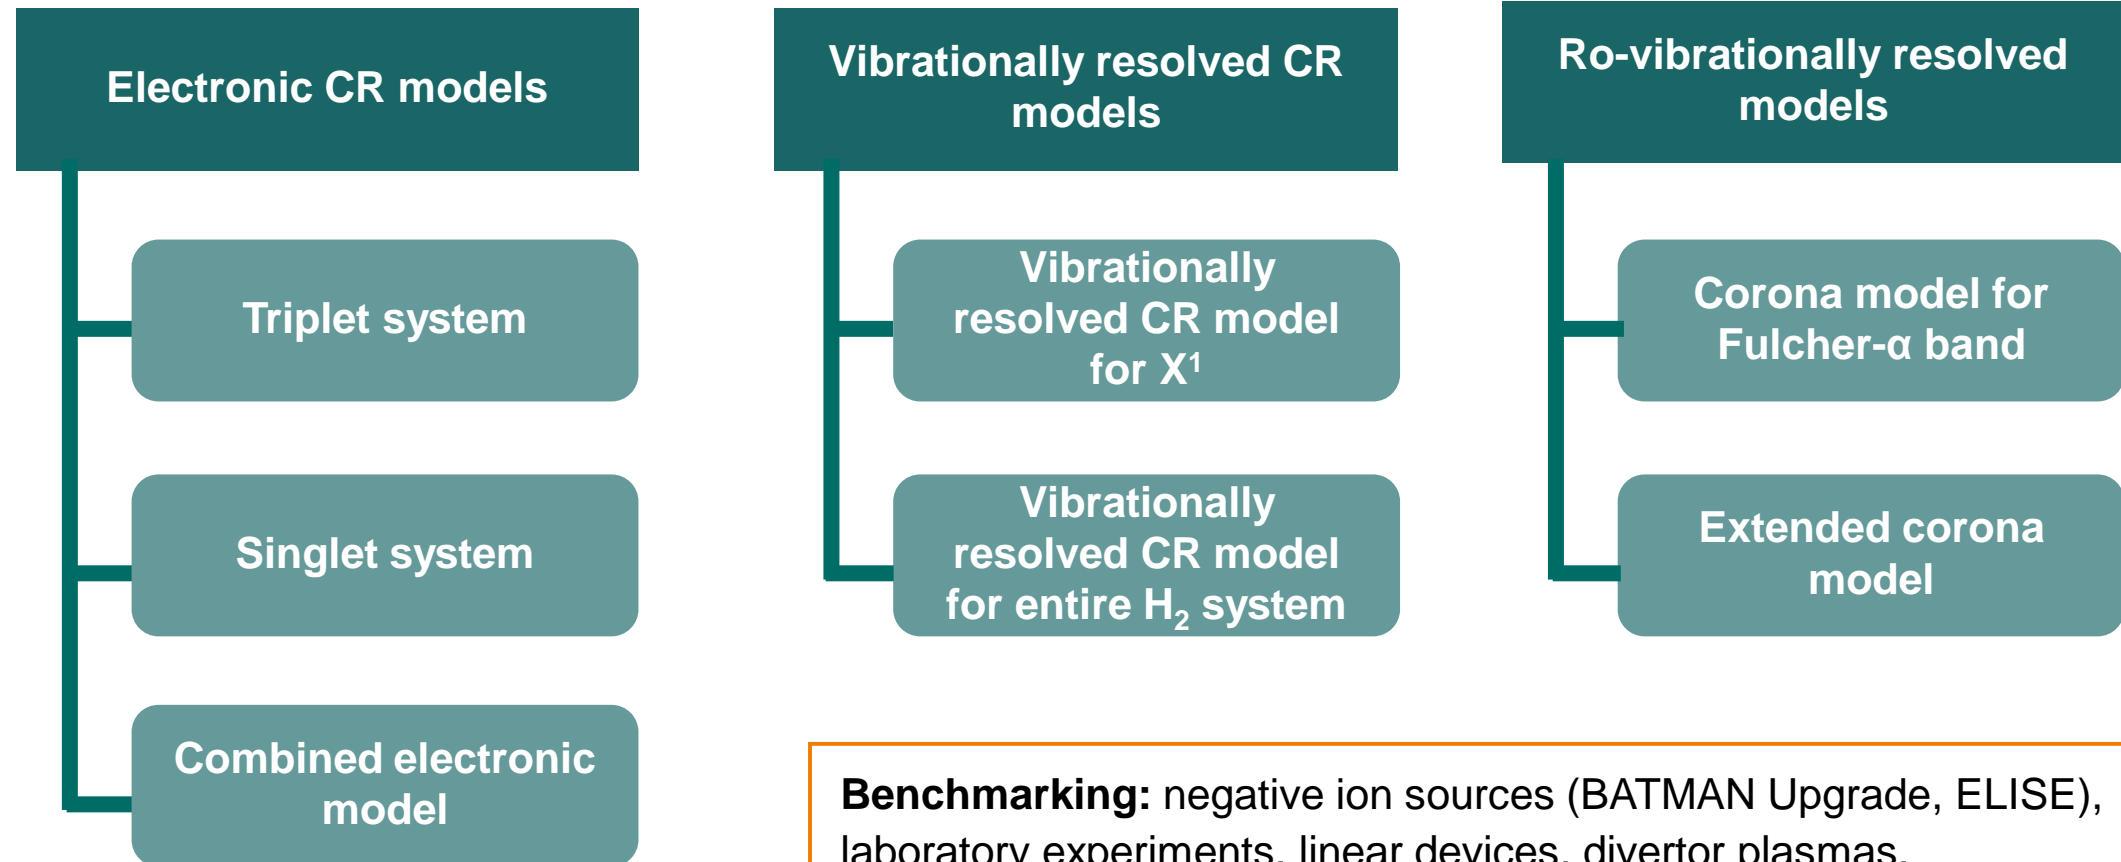 Electronic CR models
Triplet system
Singlet system
Combined electronic
model
Vibrationally resolved CR
models
Vibrationally
resolved CR model
for X¹
Vibrationally
resolved CR model
for entire H₂ system
Ro-vibrationally resolved
models
Corona model for
Fulcher-α band
Extended corona
model
Benchmarking: negative ion sources (BATMAN Upgrade, ELISE),
laboratory experiments, linear devices, divertor plasmas.